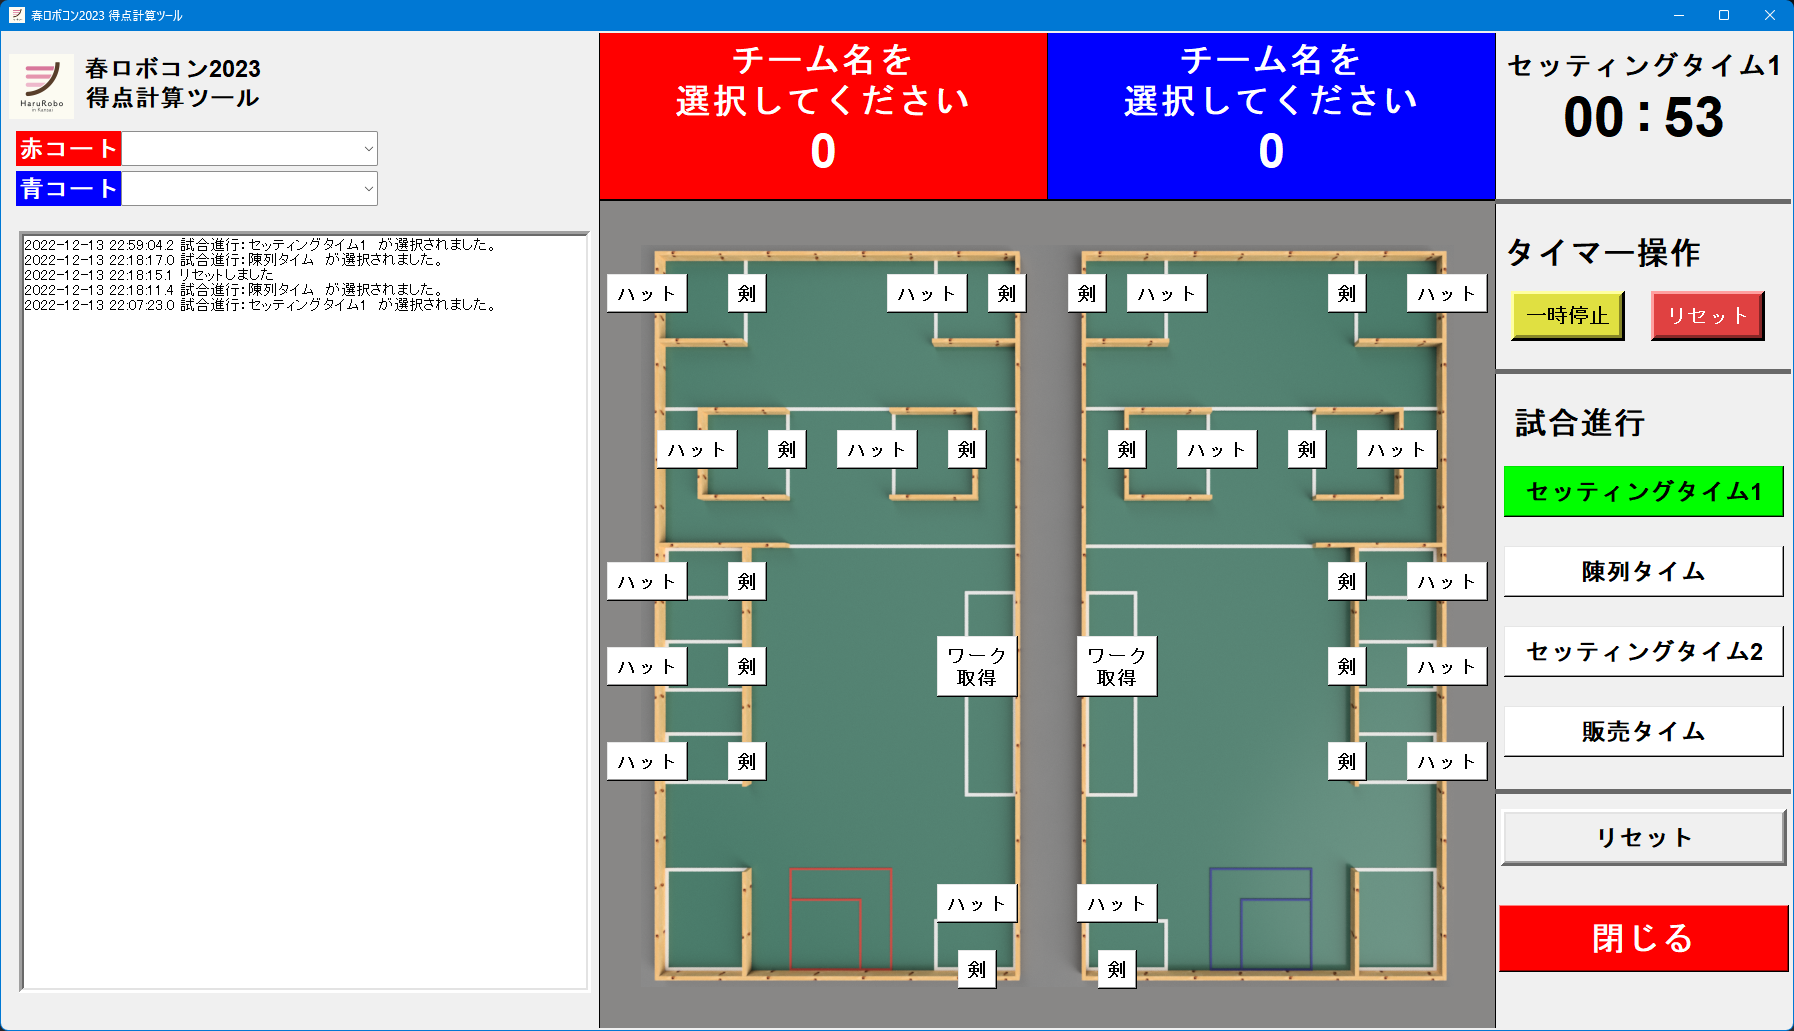 春ロボコン2023 得点計算ツール
HaruRobo
in Kansai
春ロボコン2023
得点計算ツール
赤コート
青コート
2022-12-13 22:59:04.2 試合進行：セッティングタイム1　が選択されました。
2022-12-13 22:18:17.0 試合進行：陳列タイム　が選択されました。
2022-12-13 22:18:15.1 リセットしました
2022-12-13 22:18:11.4 試合進行：陳列タイム　が選択されました。
2022-12-13 22:07:23.0 試合進行：セッティングタイム1　が選択されました。
チーム名を
選択してください
0
チーム名を
選択してください
0
ハット 剣 ハット 剣 剣 ハット 剣 ハット
ハット 剣 ハット 剣 剣 ハット 剣 ハット
ハット 剣 剣 ハット
ハット 剣 ワーク
取得 ワーク
取得 剣 ハット
ハット 剣 剣 ハット
ハット ハット
剣 剣
セッティングタイム1
00：53
タイマー操作
一時停止 リセット
試合進行
セッティングタイム1
陳列タイム
セッティングタイム2
販売タイム
リセット
閉じる